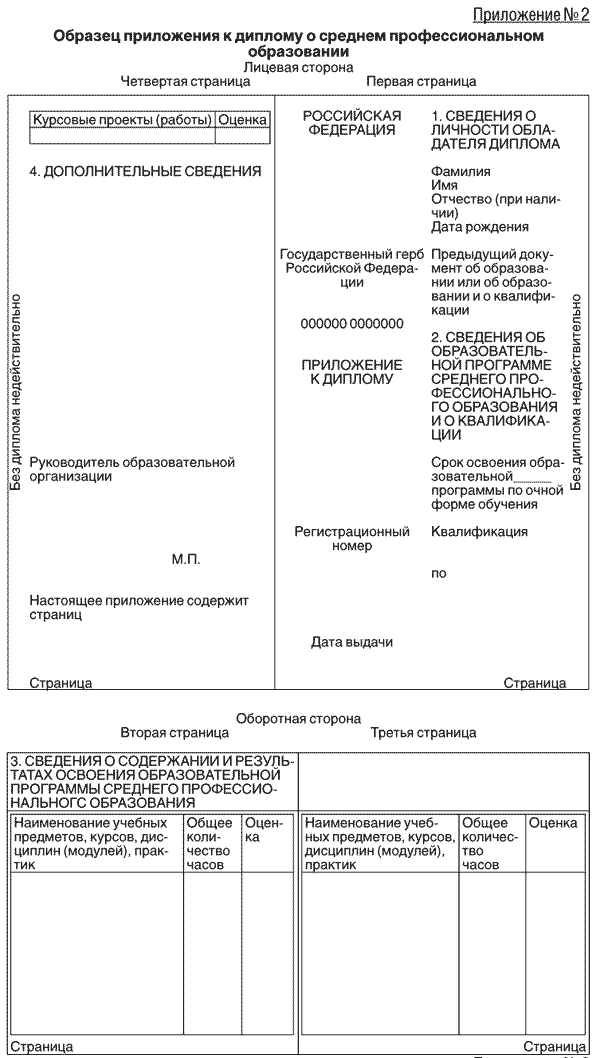 Приложение № 2
Образец приложения к диплому о среднем профессиональном
образовании
Лицевая сторона
Четвертая страница
Первая страница
Без диплома недействительно
Курсовые проекты (работы) Оценка
4. ДОПОЛНИТЕЛЬНЫЕ СВЕДЕНИЯ
Руководитель образовательной
организации
М.П.
Настоящее приложение содержит
страниц
Страница
РОССИЙСКАЯ
ФЕДЕРАЦИЯ
Государственный герб
Российской Федера-
ции
000000 0000000
ПРИЛОЖЕНИЕ
К ДИПЛОМУ
Регистрационный
номер
Дата выдачи
1. СВЕДЕНИЯ О
ЛИЧНОСТИ ОБЛА-
ДАТЕЛЯ ДИПЛОМА
Фамилия
Имя
Отчество (при нали-
чии)
Дата рождения
Предыдущий доку-
мент об образова-
нии или об образо-
вании и о квалифи-
кации
2. СВЕДЕНИЯ ОБ
ОБРАЗОВАТЕЛЬ-
НОЙ ПРОГРАММЕ
СРЕДНЕГО ПРО-
ФЕССИОНАЛЬНО-
ГО ОБРАЗОВАНИЯ
И О КВАЛИФИКА-
ЦИИ
Срок освоения обра-
зовательной______
программы по очной
форме обучения
Квалификация
по
Страница
Без диплома недействительно
Оборотная сторона
Вторая страница
Третья страница
3. СВЕДЕНИЯ О СОДЕРЖАНИИ И РЕЗУЛЬ-
ТАТАХ ОСВОЕНИЯ ОБРАЗОВАТЕЛЬНОЙ
ПРОГРАММЫ СРЕДНЕГО ПРОФЕССИО-
НАЛЬНОГО ОБРАЗОВАНИЯ
Наименование учебных
предметов, курсов, дис-
циплин (модулей), прак-
тик
Общее
коли-
чество
часов
Оцен-
ка
Страница
Наименование учеб-
ных предметов, курсов,
дисциплин (модулей),
практик
Общее
количес-
тво
часов
Оценка
Страница